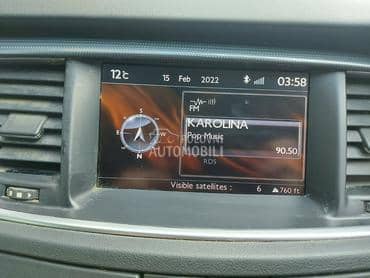 12°C 15 Feb 2022 03:58
FM
S
E W
N
KAROLINA
Pop Music
90.50
RDS
POLOVNI
AUTOMOBILI
Visible satellites : 6 760 ft